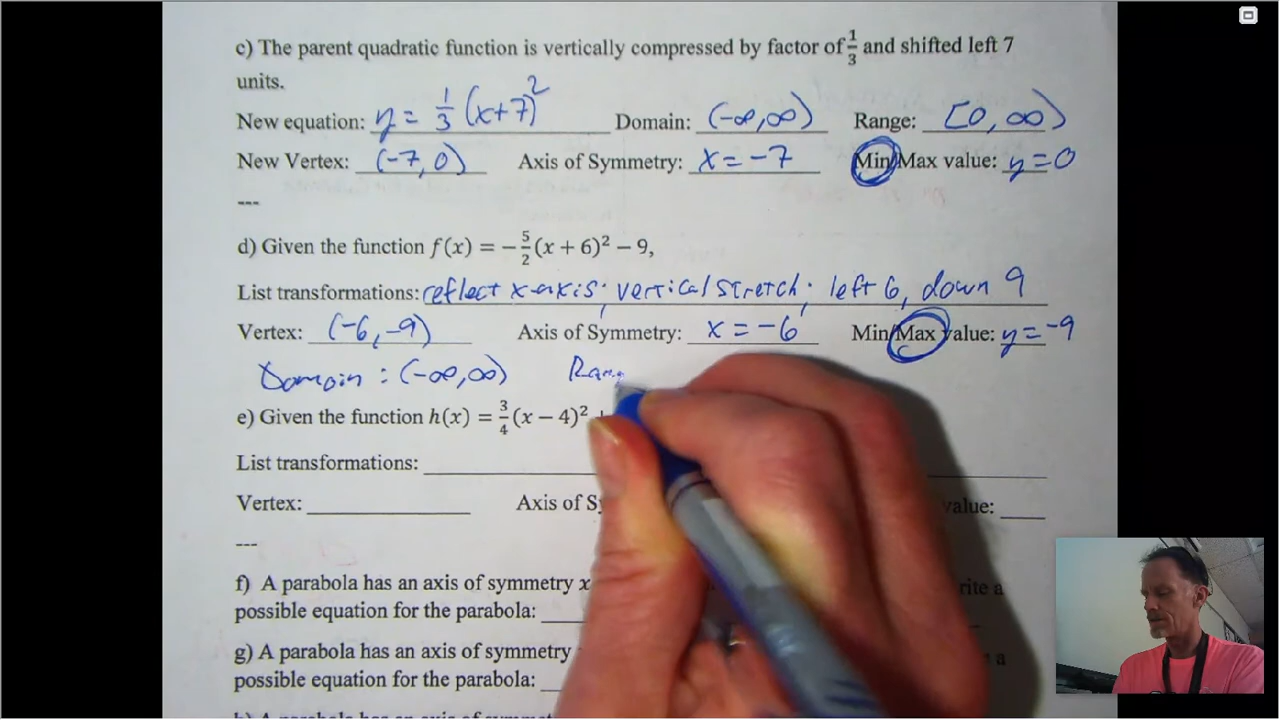 c) The parent quadratic function is vertically compressed by factor of 1/3 and shifted left 7
units.
New equation: y = 1/3 (x+7)² Domain: (-∞,∞) Range: [0,∞)
New Vertex: (-7,0) Axis of Symmetry: x=-7 Min/Max value: y=0
---
d) Given the function f(x) = −5/2(x + 6)² − 9,
List transformations: reflect x-axis; vertical stretch; left 6, down 9
Vertex: (-6,-9) Axis of Symmetry: x=-6 Min/Max value: y=-9
Domain : (-∞,∞)
e) Given the function h(x) = 3/4(x − 4)²
List transformations:
Vertex: Axis of value:
---
f) A parabola has an axis of symmetry x rite a
possible equation for the parabola:
g) A parabola has an axis of symmetry a
possible equation for the parabola: